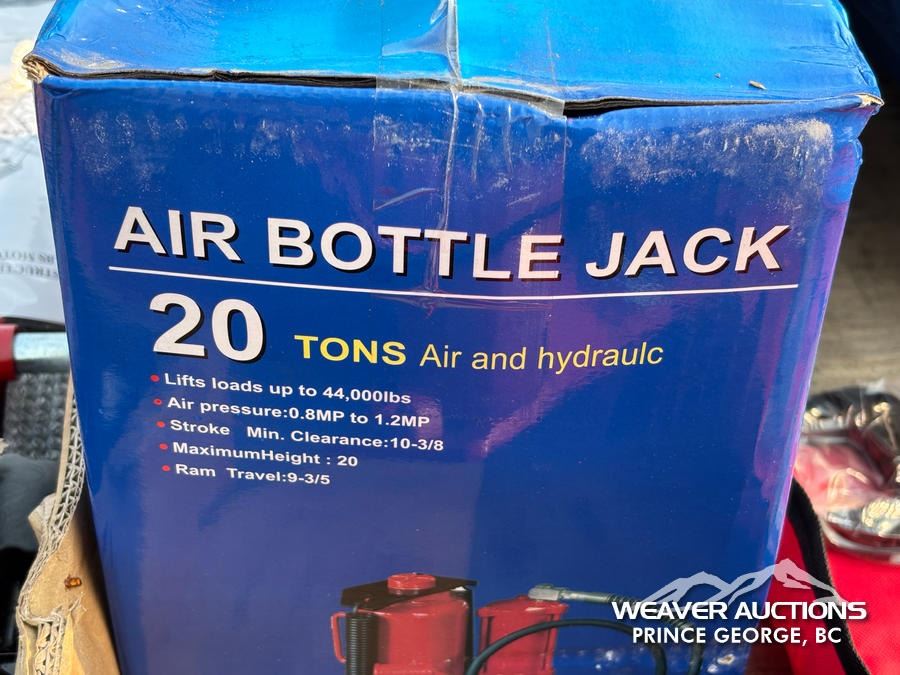 AIR BOTTLE JACK
20 TONS Air and hydraulc
• Lifts loads up to 44,000lbs
• Air pressure:0.8MP to 1.2MP
• Stroke Min. Clearance:10-3/8
• MaximumHeight : 20
• Ram Travel:9-3/5
WEAVER AUCTIONS
PRINCE GEORGE, BC